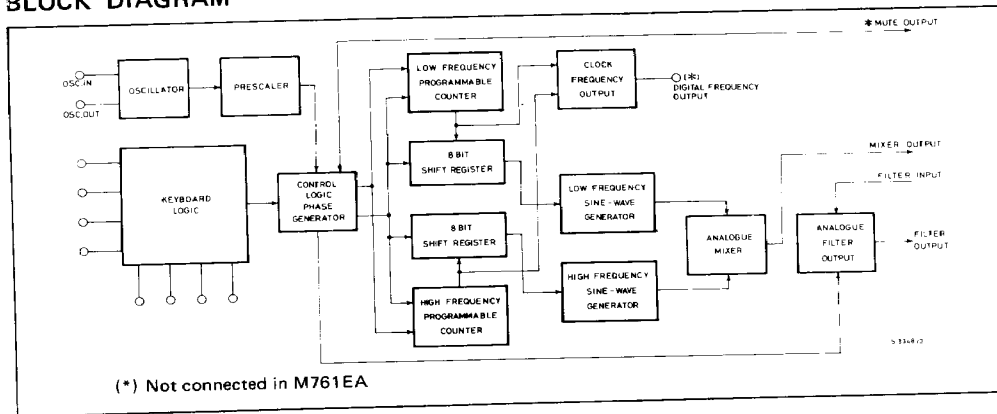 BLOCK DIAGRAM
* MUTE OUTPUT
OSC.IN
OSC.OUT
OSCILLATOR
PRESCALER
LOW FREQUENCY
PROGRAMMABLE
COUNTER
CLOCK
FREQUENCY
OUTPUT
(*)
DIGITAL FREQUENCY
OUTPUT
KEYBOARD
LOGIC
CONTROL
LOGIC
PHASE
GENERATOR
8 BIT
SHIFT REGISTER
8 BIT
SHIFT REGISTER
HIGH FREQUENCY
PROGRAMMABLE
COUNTER
LOW FREQUENCY
SINE-WAVE
GENERATOR
HIGH FREQUENCY
SINE-WAVE
GENERATOR
ANALOGUE
MIXER
MIXER OUTPUT
FILTER INPUT
ANALOGUE
FILTER
OUTPUT
FILTER
OUTPUT
(*) Not connected in M761EA